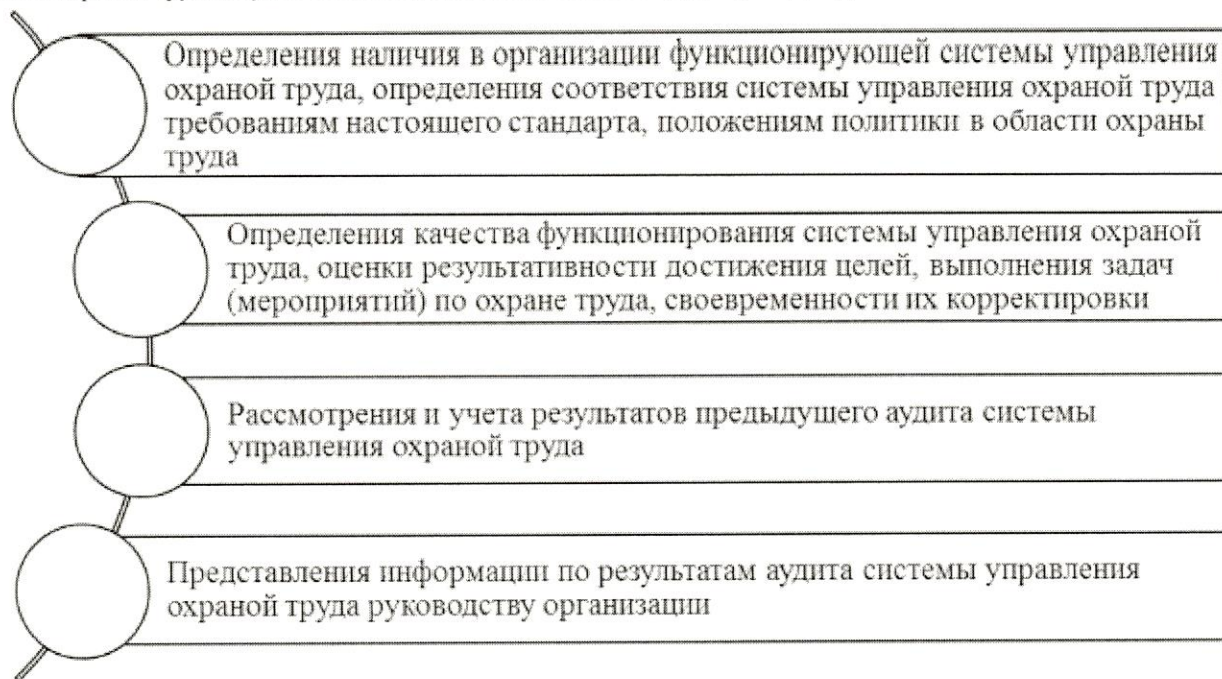 Определения наличия в организации функционирующей системы управления
охраной труда, определения соответствия системы управления охраной труда
требованиям настоящего стандарта, положениям политики в области охраны
труда
Определения качества функционирования системы управления охраной
труда, оценки результативности достижения целей, выполнения задач
(мероприятий) по охране труда, своевременности их корректировки
Рассмотрения и учета результатов предыдущего аудита системы
управления охраной труда
Представления информации по результатам аудита системы управления
охраной труда руководству организации